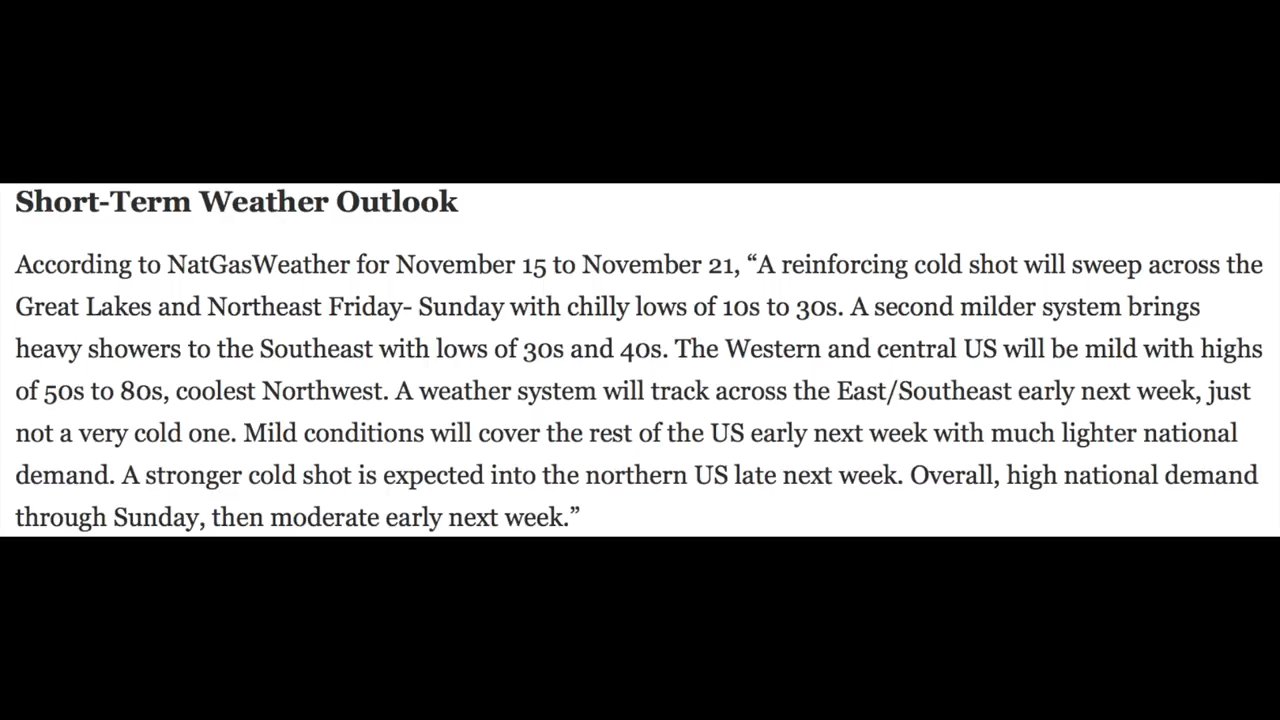 Short-Term Weather Outlook
According to NatGasWeather for November 15 to November 21, “A reinforcing cold shot will sweep across the
Great Lakes and Northeast Friday- Sunday with chilly lows of 10s to 30s. A second milder system brings
heavy showers to the Southeast with lows of 30s and 40s. The Western and central US will be mild with highs
of 50s to 80s, coolest Northwest. A weather system will track across the East/Southeast early next week, just
not a very cold one. Mild conditions will cover the rest of the US early next week with much lighter national
demand. A stronger cold shot is expected into the northern US late next week. Overall, high national demand
through Sunday, then moderate early next week.”